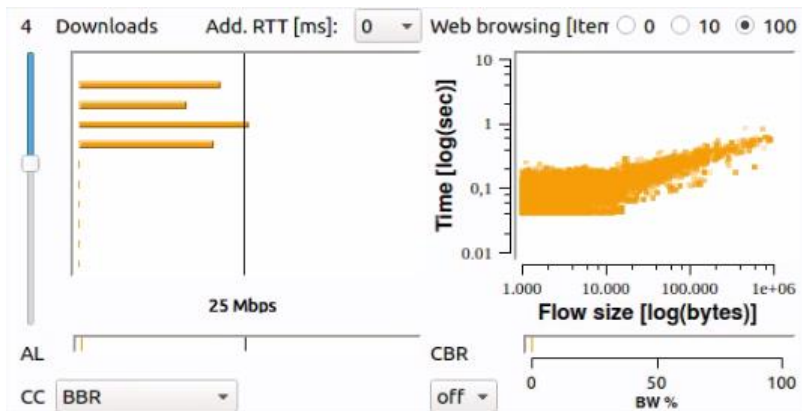 4 Downloads Add. RTT [ms]: 0 Web browsing [Iten 0 10 100
10
1
0,1
0.01
Time [log(sec)]
1.000 10.000 100.000 1e+06
Flow size [log(bytes)]
25 Mbps
AL
CBR
0 50 100
BW %
CC BBR
off